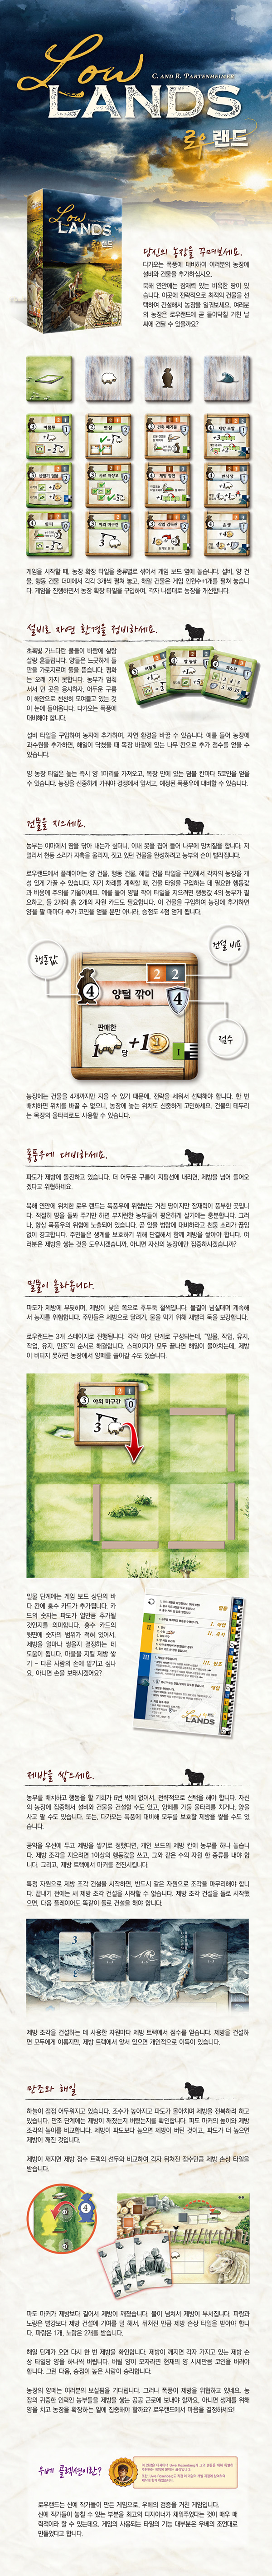 Low
LANDS
C. AND R. PARTENHEIMER
로우 랜드
당신의 농장을 꾸며보세요.
다가오는 폭풍에 대비하여 여러분의 농장에
설비와 건물을 추가하십시오.
북해 연안에는 잠재력 있는 비옥한 땅이 있
습니다. 이곳에 전략적으로 최적의 건물을 선
택하여 건설해서 농장을 일궈보세요. 여러분
의 농장은 로우랜드에 곧 들이닥칠 거친 날
씨에 견딜 수 있을까요?
게임을 시작할 때, 농장 확장 타일을 종류별로 섞어서 게임 보드 옆에 놓습니다. 설비, 양 건
물, 행동 건물 더미에서 각각 3개씩 펼쳐 놓고, 해일 건물은 게임 인원수+1개를 펼쳐 놓습니
다. 게임을 진행하면서 농장 확장 타일을 구입하여, 각자 나름대로 농장을 개선합니다.
설비로 자연 환경을 정비하세요.
초록빛 가느다란 줄기들이 바람에 살랑
살랑 흔들립니다. 양들은 느긋하게 들
판을 가로지르며 풀을 뜯습니다. 평화
는 오래 가지 못합니다. 농부가 멈춰
서서 먼 곳을 응시하자, 어두운 구름
이 해안으로 천천히 모여들고 있는 것
이 눈에 들어옵니다. 다가오는 폭풍에
대비해야 합니다.
설비 타일을 구입하여 농지에 추가하여, 자연 환경을 바꿀 수 있습니다. 예를 들어 농장에
과수원을 추가하면, 해일이 닥쳤을 때 목장 바깥에 있는 나무 칸으로 추가 점수를 얻을 수
있습니다.
양 농장 타일은 놓는 즉시 양 1마리를 가져오고, 목장 안에 있는 덤불 칸마다 5코인을 얻을
수 있습니다. 농장을 신중하게 가꿔야 경쟁에서 앞서고, 예정된 폭풍우에 대비할 수 있습니다.
건물을 지으세요.
농부는 이마에서 땀을 닦아 내는가 싶더니, 이내 못을 집어 들어 나무에 망치질을 합니다. 저
멀리서 천둥 소리가 지축을 울리자, 짓고 있던 건물을 완성하려고 농부의 손이 빨라집니다.
로우랜드에서 플레이어는 양 건물, 행동 건물, 해일 건물 타일을 구입해서 각자의 농장을 개
성 있게 가꿀 수 있습니다. 자기 차례를 계획할 때, 건물 타일을 구입하는 데 필요한 행동값
과 비용에 주의를 기울이세요. 예를 들어 양털 깎이 타일을 지으려면 행동값 4의 농부가 필
요하고, 돌 2개와 흙 2개의 자원 카드도 필요합니다. 이 건물을 구입하여 농장에 추가하면
양을 팔 때마다 추가 코인을 얻을 뿐만 아니라, 승점도 4점 얻게 됩니다.
행동값
건설 비용
점수
4
2 2
양털 깎이
4
판매한
1 당
+1
I
농장에는 건물을 4개까지만 지을 수 있기 때문에, 전략을 세워서 선택해야 합니다. 한 번
배치하면 위치를 바꿀 수 없으니, 농장에 놓는 위치도 신중하게 고민하세요. 건물의 테두리
는 목장의 울타리로도 사용할 수 있습니다.
폭풍우에 대비하세요.
파도가 제방에 돌진하고 있습니다. 더 어두운 구름이 지평선에 내리면, 제방을 넘어 들어오
겠다고 위협하네요.
북해 연안에 위치한 로우 랜드는 폭풍우에 위협받는 거친 땅이지만 잠재력이 풍부한 곳입니
다. 적절히 땅을 돌봐 주기만 하면 부지런한 농부들이 평온하게 살기에는 충분합니다. 그러
나, 항상 폭풍우의 위협에 노출되어 있습니다. 곧 있을 범람에 대비하라고 천둥 소리가 끊임
없이 경고합니다. 주민들은 생계를 보호하기 위해 단결해서 함께 제방을 쌓아야 합니다. 여
러분은 제방을 쌓는 것을 도우시겠습니까, 아니면 자신의 농장에만 집중하시겠습니까?
밀물이 들라옵니다.
파도가 제방에 부딪히며, 제방이 낮은 쪽으로 후두둑 철썩입니다. 물결이 넘실대며 계속해
서 농지를 위협합니다. 주민들은 제방으로 달려가, 물을 막기 위해 재빨리 둑을 보강합니다.
로우랜드는 3개 스테이지로 진행됩니다. 각각 여섯 단계로 구성되는데, "밀물, 작업, 유지,
작업, 유지, 만조"의 순서로 해결합니다. 스테이지가 모두 끝나면 해일이 몰아치는데, 제방
이 버티지 못하면 농장에서 양떼를 들어갈 수도 있습니다.
3
2 1
야외 마구간
0
3
밀물 단계에는 게임 보드 상단의 바
다 칸에 홍수 카드가 추가됩니다. 카
드의 숫자는 파도가 얼만큼 추가될
것인지를 의미합니다. 홍수 카드의
뒷면에 숫자의 범위가 적혀 있어서,
제방을 얼마나 쌓을지 결정하는 데
도움이 됩니다. 마을을 지킬 제방 쌓
기 - 다른 사람의 손에 맡기고 싶나
요, 아니면 손을 보태시겠어요?
제방을 쌓으세요.
농부를 배치하고 행동을 할 기회가 6번 밖에 없어서, 전략적으로 선택을 해야 합니다. 자신
의 농장에 집중해서 설비와 건물을 건설할 수도 있고, 양떼를 가둘 울타리를 치거나, 양을
사고 팔 수도 있습니다. 또는, 다가오는 폭풍에 대비해 모두를 보호할 제방을 쌓을 수도 있
습니다.
공익을 우선에 두고 제방을 쌓기로 정했다면, 개인 보드의 제방 칸에 농부를 하나 놓습니
다. 제방 조각을 지으려면 1이상의 행동값을 쓰고, 그와 같은 수의 자원 한 종류를 내야 합
니다. 그리고, 제방 트랙에서 마커를 전진시킵니다.
특정 자원으로 제방 조각 건설을 시작하면, 반드시 같은 자원으로 조각을 마무리해야 합니
다. 끝내기 전에는 새 제방 조각 건설을 시작할 수 없습니다. 제방 조각 건설을 돌로 시작했
으면, 다음 플레이어도 똑같이 돌로 건설을 해야 합니다.
제방 조각을 건설하는 데 사용한 자원마다 제방 트랙에서 점수를 얻습니다. 제방을 건설하
면 모두에게 이롭지만, 제방 트랙에서 앞서 있으면 개인적으로 이득이 있습니다.
만조와 해일
하늘이 점점 어두워지고 있습니다. 조수가 높아지고 파도가 몰아치며 제방을 전복하려 하고
있습니다. 만조 단계에는 제방이 깨졌는지 버텼는지를 확인합니다. 파도 마커의 높이와 제방
조각의 높이를 비교합니다. 제방이 파도보다 높으면 제방이 버틴 것이고, 파도가 더 높으면
제방이 깨진 것입니다.
제방이 깨지면 제방 점수 트랙의 선두와 비교하여 각자 뒤처진 점수만큼 제방 손상 타일을
받습니다.
파도 마커가 제방보다 길어서 제방이 깨졌습니다. 물이 넘쳐서 제방이 부서집니다. 파랑과
노랑은 빨강보다 제방 건설에 기여를 덜 해서, 뒤처진 만큼 제방 손상 타일을 받아야 합니
다. 파랑은 1개, 노랑은 2개를 받습니다.
해일 단계가 오면 다시 한 번 제방을 확인합니다. 제방이 깨지면 각자 가지고 있는 제방 손
상 타일당 양을 하나씩 버립니다. 버릴 양이 모자라면 현재의 양 시세만큼 코인을 버려야
합니다. 그런 다음, 승점이 높은 사람이 승리합니다.
농장의 양떼는 여러분의 보살핌을 기다립니다. 그러나 폭풍이 제방을 위협하고 있네요. 농
장의 귀중한 인력인 농부들을 제방을 쌓는 공공 근로에 보내야 할까요, 아니면 생계를 위해
양을 치고 농장을 확장하는 일에 집중해야 할까요? 로우랜드에서 마을을 결정하세요!
우베 콜렉션이란?
로우랜드는 신예 작가들이 만든 게임으로, 우베의 검증을 거친 게임입니다.
신예 작가들이 놓칠 수 있는 부분을 최고의 디자이너가 채워주었다는 것이 매우 매
력적이라 할 수 있는데요. 게임의 사용되는 타일의 기능 대부분은 우베의 조언대로
만들었다고 합니다.